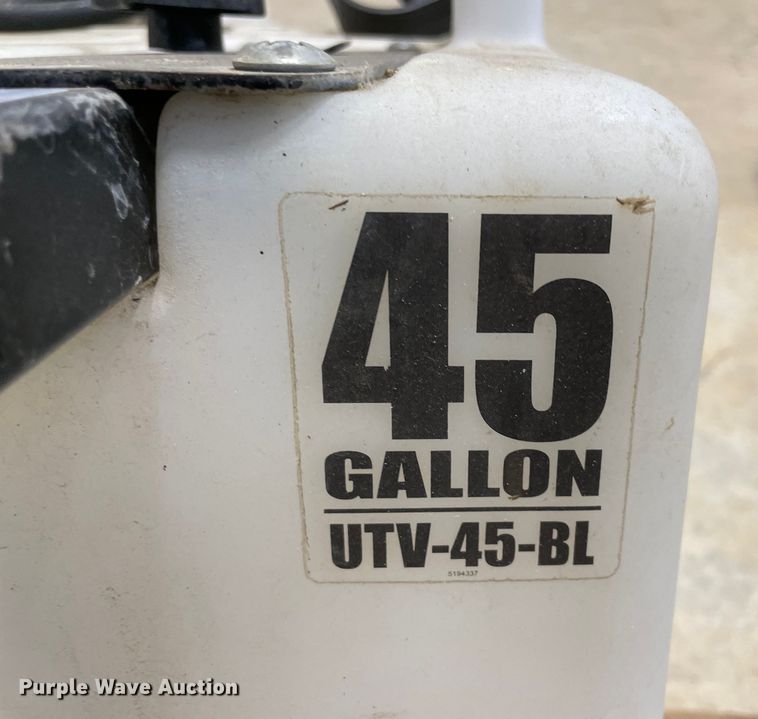 45
GALLON
UTV-45-BL
5194337
Purple Wave Auction